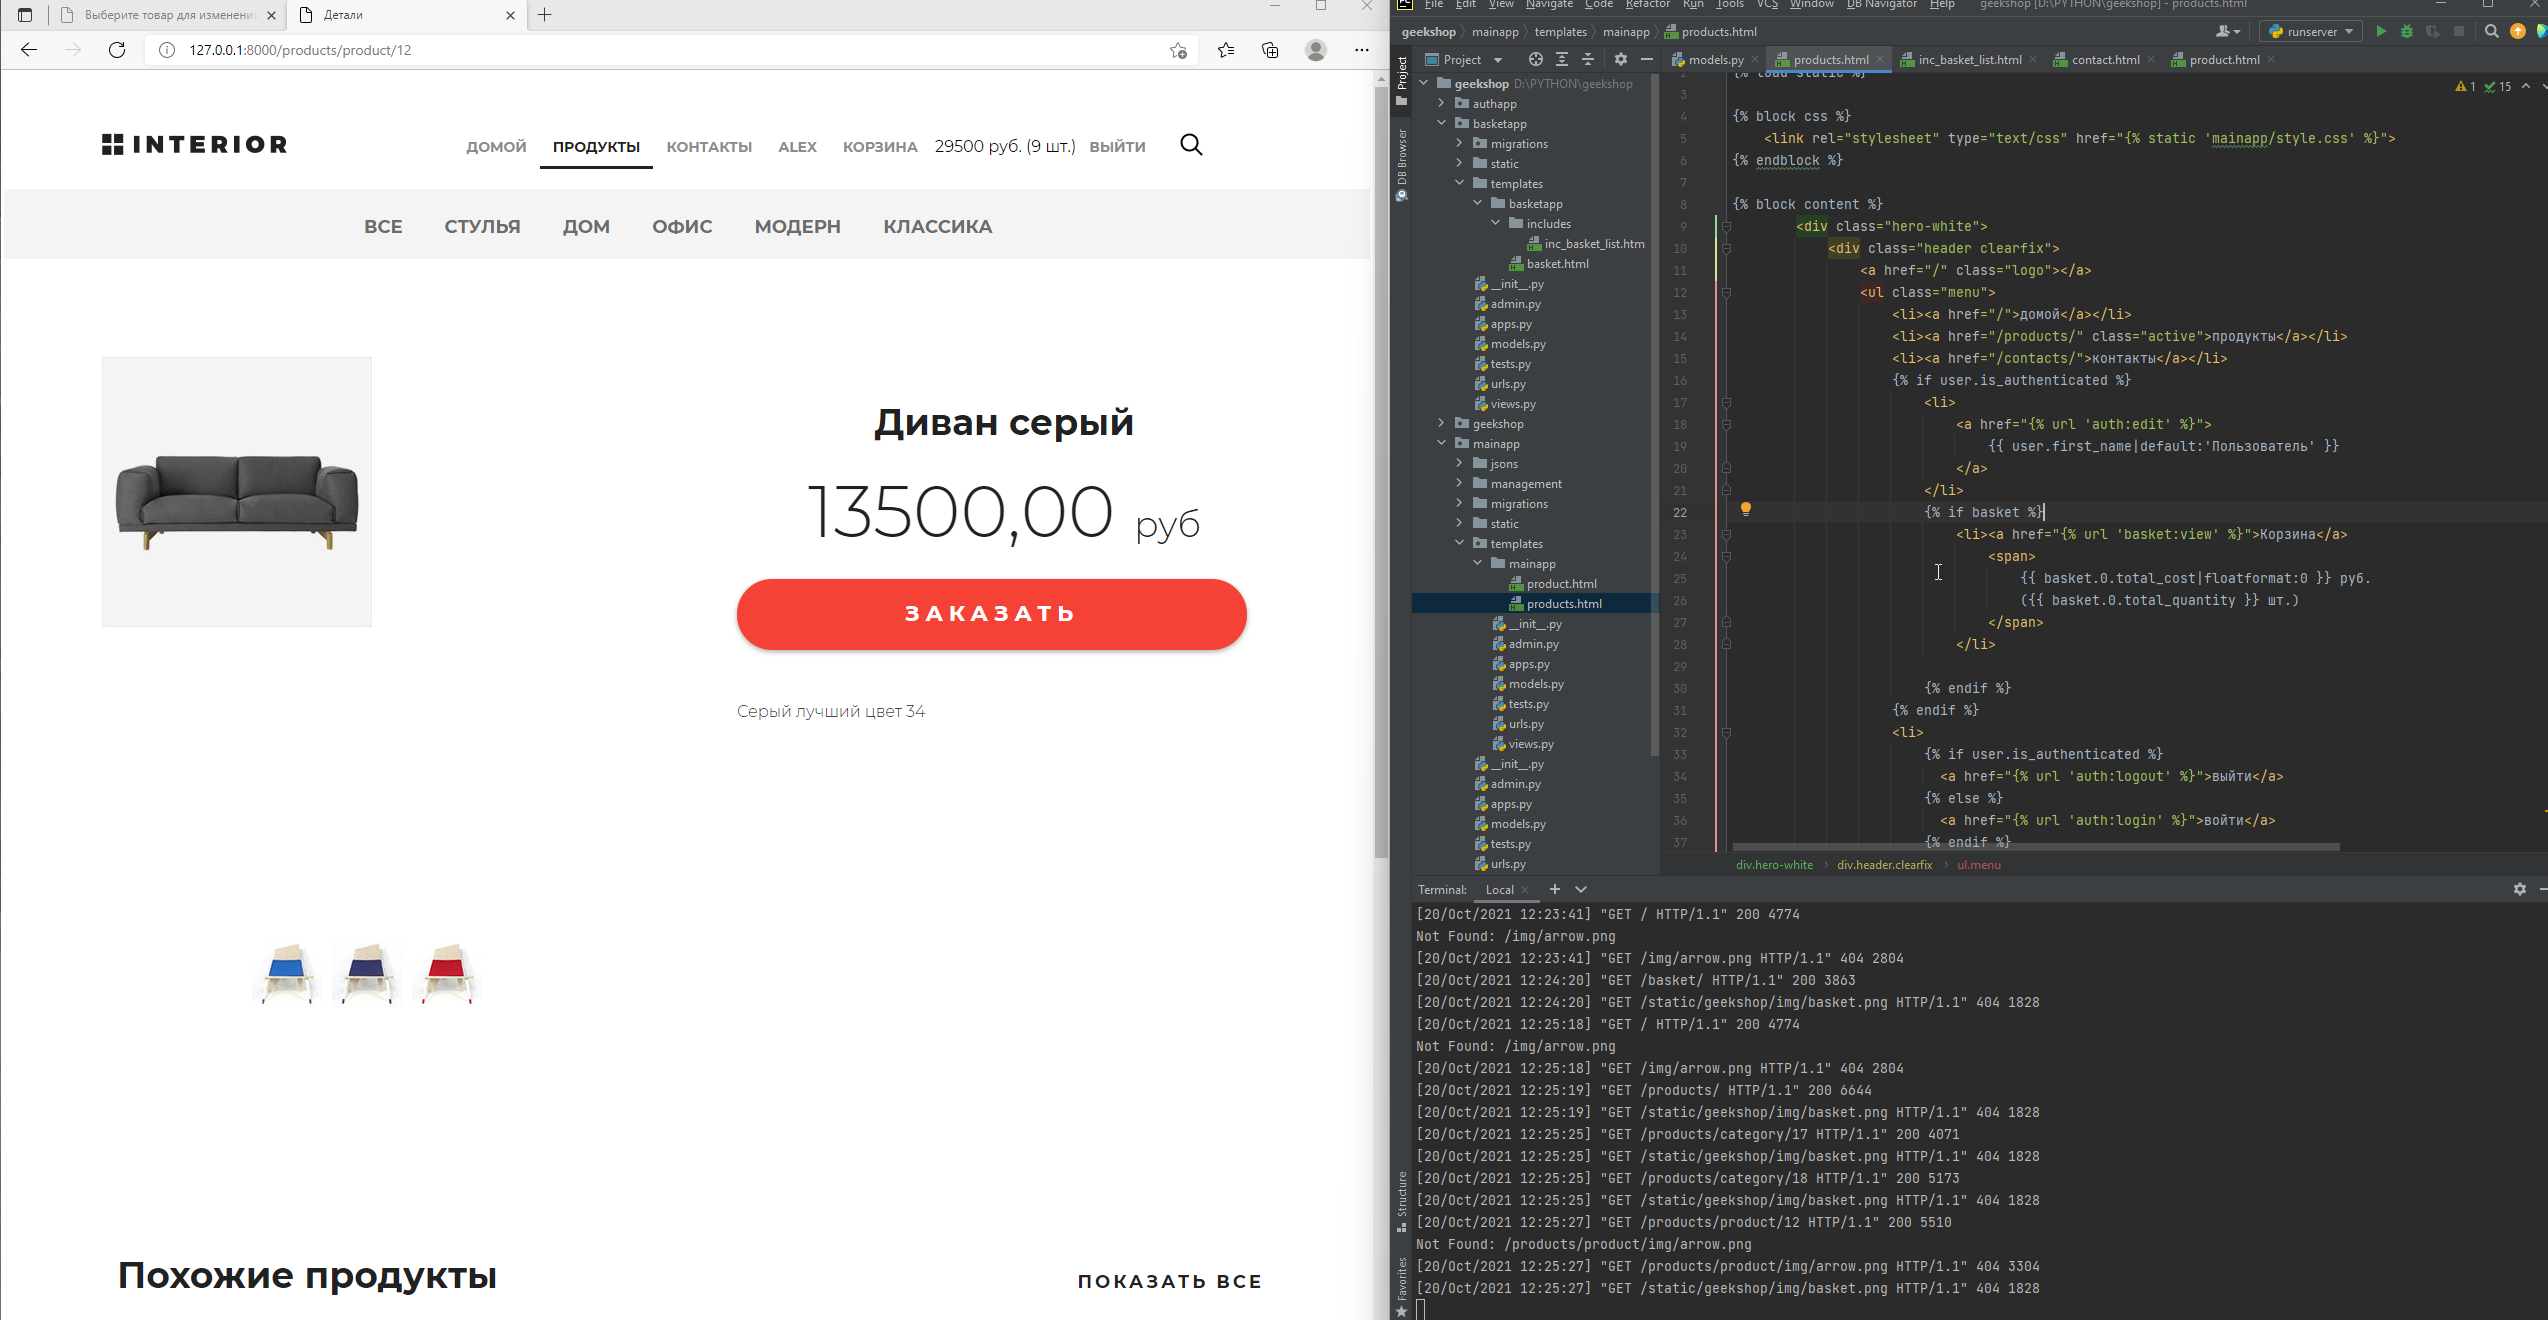 Выберите товар для изменения
Детали
127.0.0.1:8000/products/product/12
INTERIOR
ДОМОЙ
ПРОДУКТЫ
КОНТАКТЫ
ALEX
КОРЗИНА
29500 руб. (9 шт.)
ВЫЙТИ
ВСЕ
СТУЛЬЯ
ДОМ
ОФИС
МОДЕРН
КЛАССИКА
Диван серый
13500,00 руб
ЗАКАЗАТЬ
Серый лучший цвет 34
Похожие продукты
ПОКАЗАТЬ ВСЕ
File Edit View Navigate Code Refactor Run Tools VCS Window DB Navigator Help geekshop [D:\PYTHON\geekshop] - products.html
geekshop mainapp templates mainapp products.html
runserver
Project
models.py
products.html
inc_basket_list.html
contact.html
product.html
Project
DB Browser
Structure
Favorites
geekshop D:\PYTHON\geekshop
authapp
basketapp
migrations
static
templates
basketapp
includes
inc_basket_list.htm
basket.html
__init__.py
admin.py
apps.py
models.py
tests.py
urls.py
views.py
geekshop
mainapp
jsons
management
migrations
static
templates
mainapp
product.html
products.html
__init__.py
admin.py
apps.py
models.py
tests.py
urls.py
views.py
__init__.py
admin.py
apps.py
models.py
tests.py
urls.py
1 15
2 {% load static %}
3
4 {% block css %}
5 <link rel="stylesheet" type="text/css" href="{% static 'mainapp/style.css' %}">
6 {% endblock %}
7
8 {% block content %}
9 <div class="hero-white">
10 <div class="header clearfix">
11 <a href="/" class="logo"></a>
12 <ul class="menu">
13 <li><a href="/">домой</a></li>
14 <li><a href="/products/" class="active">продукты</a></li>
15 <li><a href="/contacts/">контакты</a></li>
16 {% if user.is_authenticated %}
17 <li>
18 <a href="{% url 'auth:edit' %}">
19 {{ user.first_name|default:'Пользователь' }}
20 </a>
21 </li>
22 {% if basket %}
23 <li><a href="{% url 'basket:view' %}">Корзина</a>
24 <span>
25 {{ basket.0.total_cost|floatformat:0 }} руб.
26 ({{ basket.0.total_quantity }} шт.)
27 </span>
28 </li>
29
30 {% endif %}
31 {% endif %}
32 <li>
33 {% if user.is_authenticated %}
34 <a href="{% url 'auth:logout' %}">выйти</a>
35 {% else %}
36 <a href="{% url 'auth:login' %}">войти</a>
37 {% endif %}
div.hero-white div.header.clearfix ul.menu
Terminal: Local
[20/Oct/2021 12:23:41] "GET / HTTP/1.1" 200 4774
Not Found: /img/arrow.png
[20/Oct/2021 12:23:41] "GET /img/arrow.png HTTP/1.1" 404 2804
[20/Oct/2021 12:24:20] "GET /basket/ HTTP/1.1" 200 3863
[20/Oct/2021 12:24:20] "GET /static/geekshop/img/basket.png HTTP/1.1" 404 1828
[20/Oct/2021 12:25:18] "GET / HTTP/1.1" 200 4774
Not Found: /img/arrow.png
[20/Oct/2021 12:25:18] "GET /img/arrow.png HTTP/1.1" 404 2804
[20/Oct/2021 12:25:19] "GET /products/ HTTP/1.1" 200 6644
[20/Oct/2021 12:25:19] "GET /static/geekshop/img/basket.png HTTP/1.1" 404 1828
[20/Oct/2021 12:25:25] "GET /products/category/17 HTTP/1.1" 200 4071
[20/Oct/2021 12:25:25] "GET /static/geekshop/img/basket.png HTTP/1.1" 404 1828
[20/Oct/2021 12:25:25] "GET /products/category/18 HTTP/1.1" 200 5173
[20/Oct/2021 12:25:25] "GET /static/geekshop/img/basket.png HTTP/1.1" 404 1828
[20/Oct/2021 12:25:27] "GET /products/product/12 HTTP/1.1" 200 5510
Not Found: /products/product/img/arrow.png
[20/Oct/2021 12:25:27] "GET /products/product/img/arrow.png HTTP/1.1" 404 3304
[20/Oct/2021 12:25:27] "GET /static/geekshop/img/basket.png HTTP/1.1" 404 1828